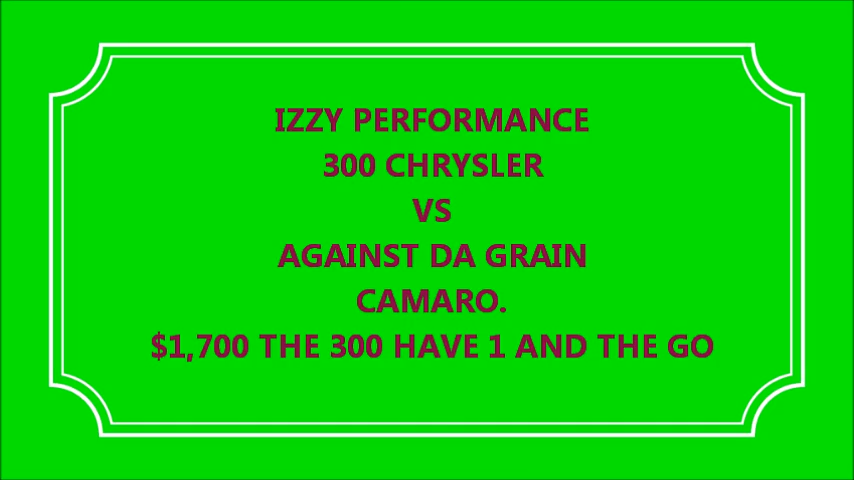 IZZY PERFORMANCE
300 CHRYSLER
VS
AGAINST DA GRAIN
CAMARO.
$1,700 THE 300 HAVE 1 AND THE GO